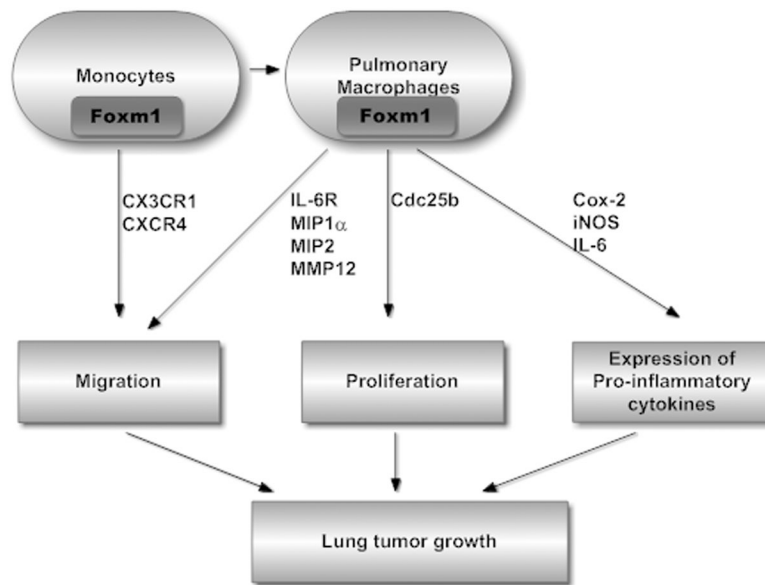 Monocytes
Foxm1
Pulmonary
Macrophages
Foxm1
CX3CR1
CXCR4
IL-6R
MIP1α
MIP2
MMP12
Cdc25b
Cox-2
iNOS
IL-6
Migration
Proliferation
Expression of
Pro-inflammatory
cytokines
Lung tumor growth